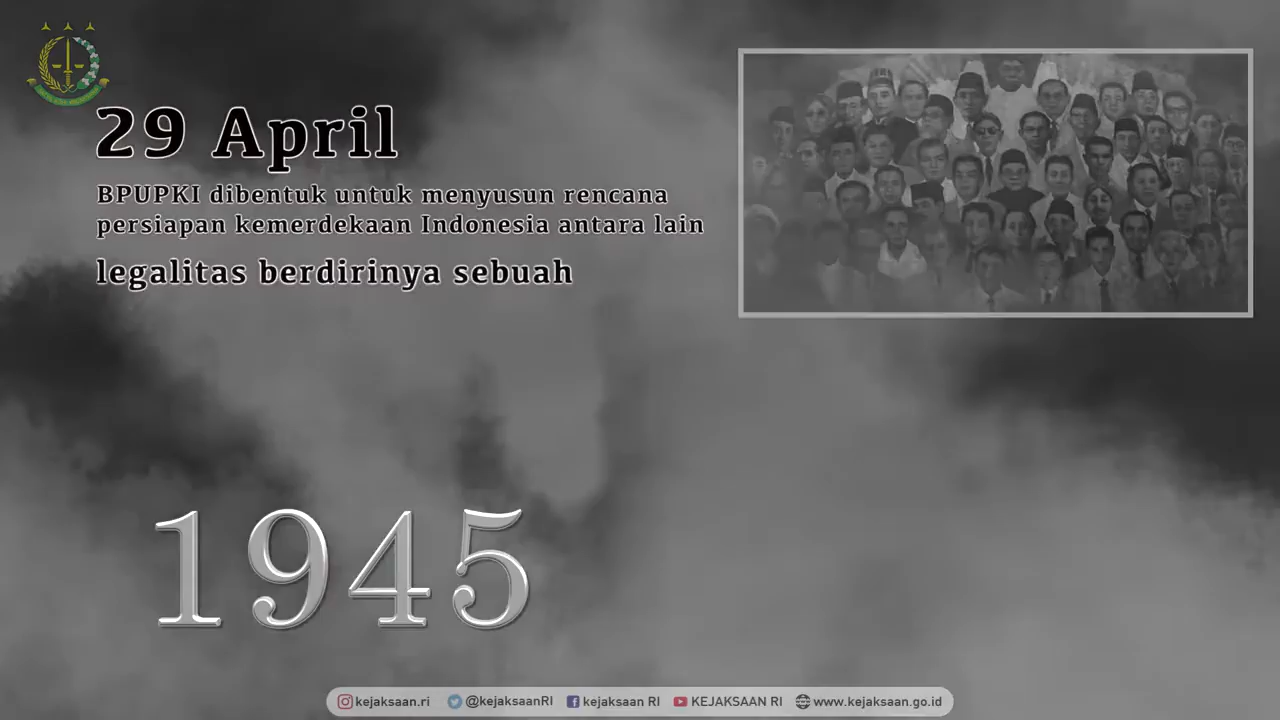 29 April
BPUPKI dibentuk untuk menyusun rencana
persiapan kemerdekaan Indonesia antara lain
legalitas berdirinya sebuah
1945
kejaksaan.ri @kejaksaanRI kejaksaan RI KEJAKSAAN RI www.kejaksaan.go.id